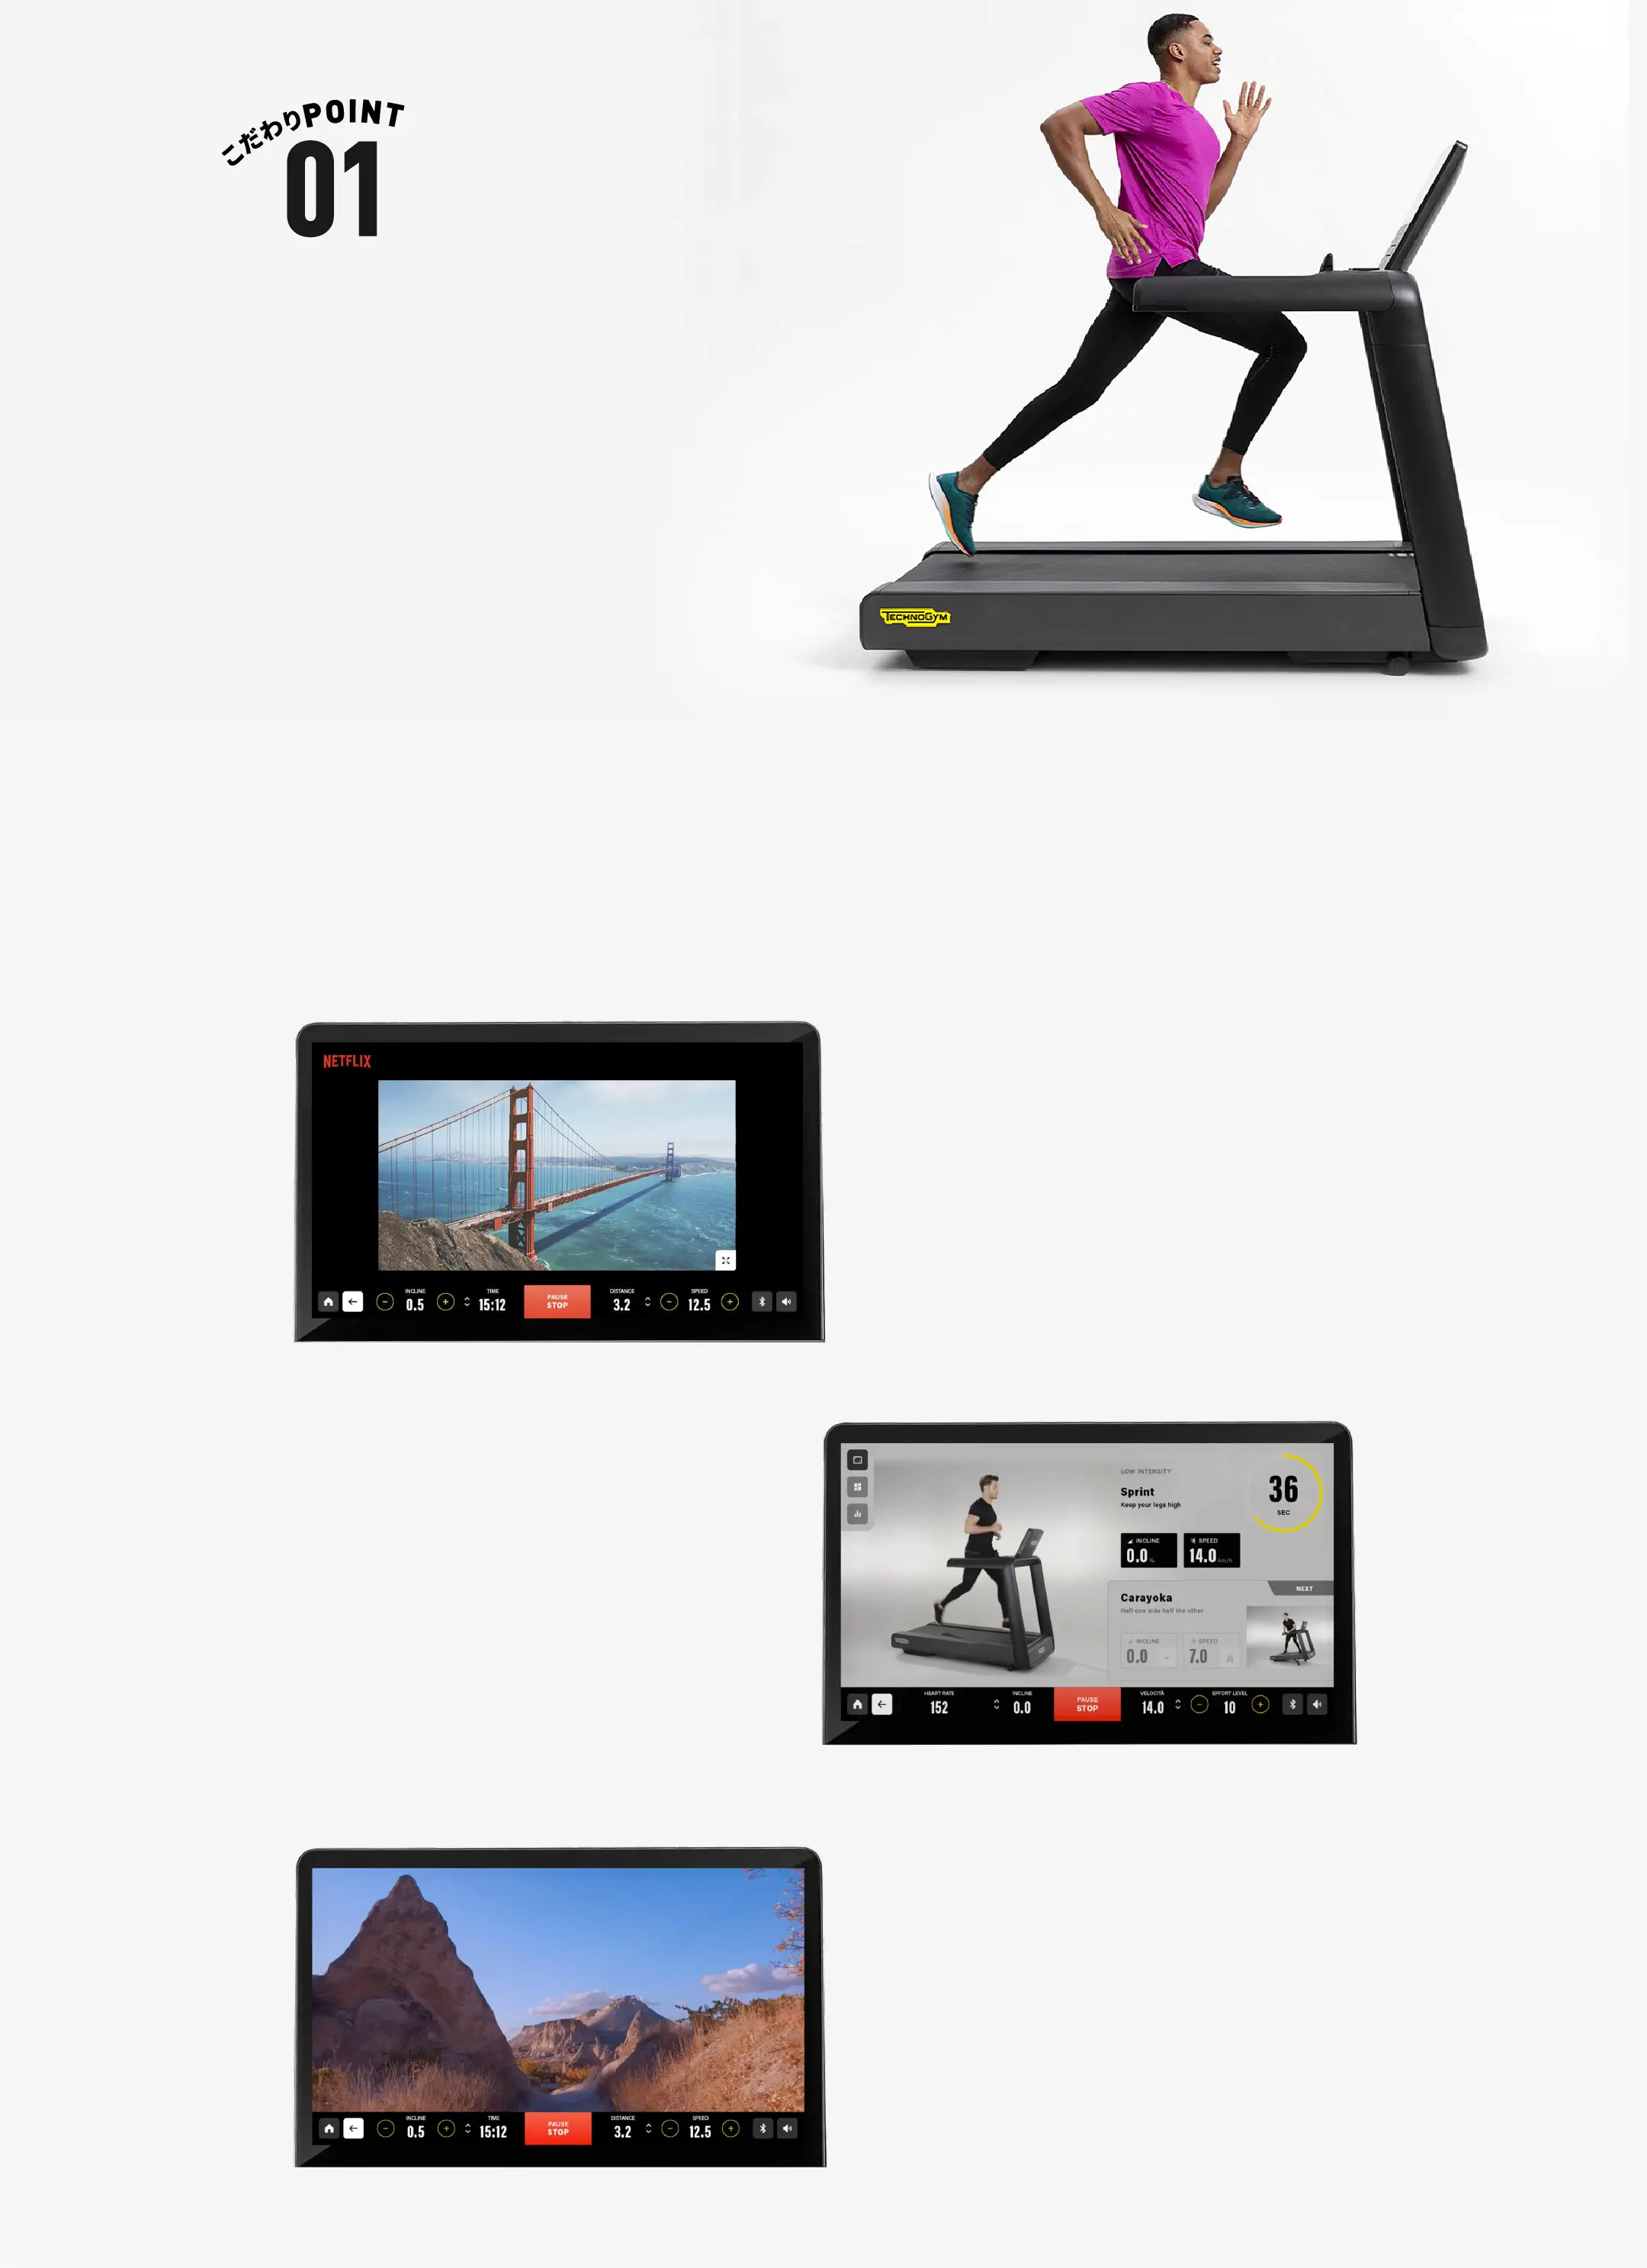 こだわりPOINT
01
TECHNOGYM
NETFLIX
INCLINE
0.5
TIME
15:12
PAUSE
STOP
DISTANCE
3.2
SPEED
12.5
LOW INTENSITY
Sprint
Keep your legs high
36
SEC
INCLINE
0.0 %
SPEED
14.0 km/h
NEXT
Carayoka
Half one side half the other
INCLINE
0.0
SPEED
7.0
HEART RATE
152
INCLINE
0.0
PAUSE
STOP
VELOCITÀ
14.0
EFFORT LEVEL
10
INCLINE
0.5
TIME
15:12
PAUSE
STOP
DISTANCE
3.2
SPEED
12.5